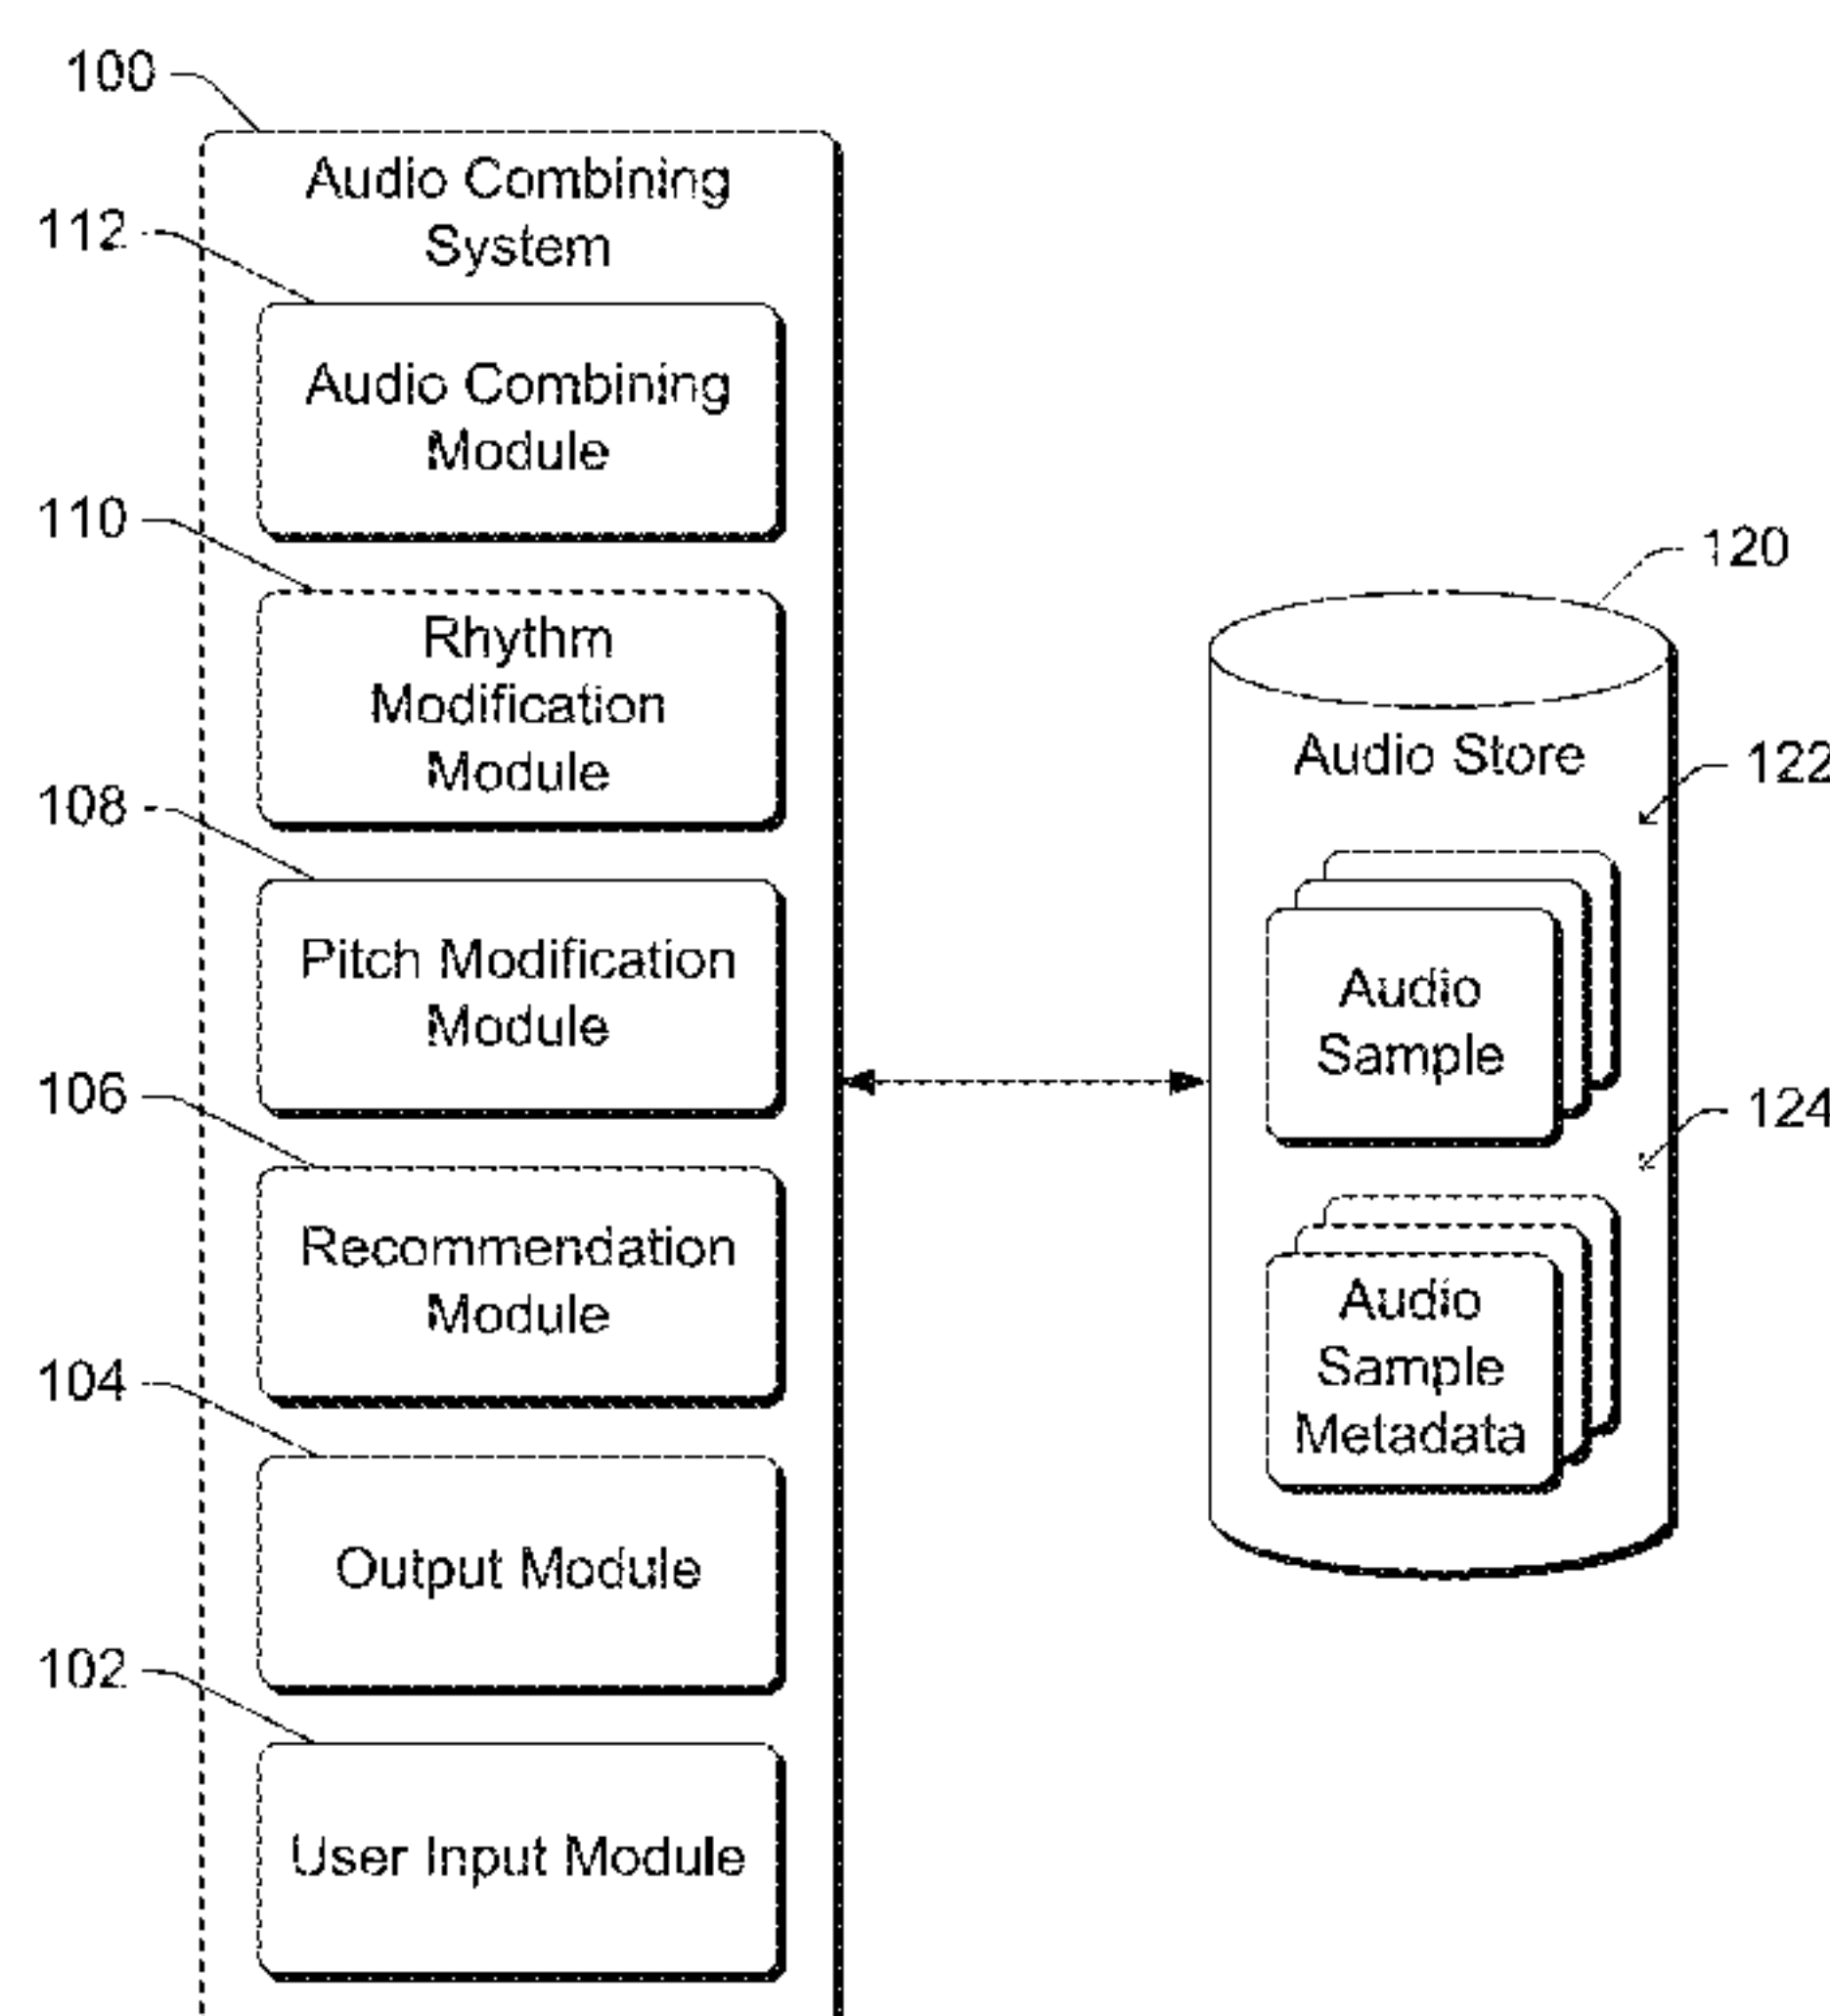 100
Audio Combining
System
112
Audio Combining
Module
110
Rhythm
Modification
Module
108
Pitch Modification
Module
106
Recommendation
Module
104
Output Module
102
User Input Module
120
Audio Store
122
Audio
Sample
124
Audio
Sample
Metadata